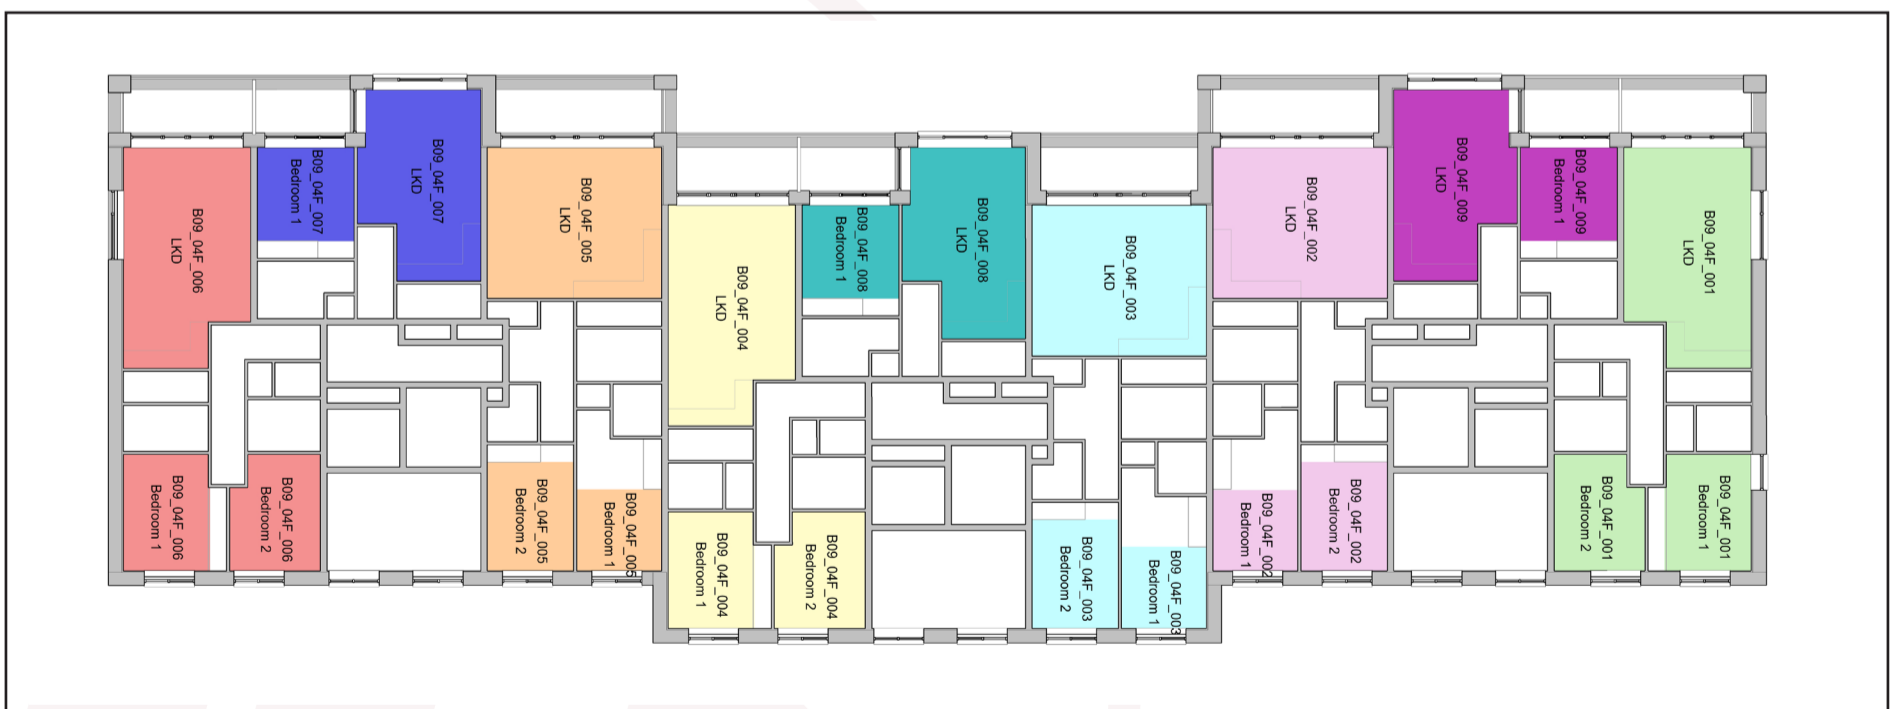 B09_04F_006
LKD
B09_04F_007
Bedroom 1
B09_04F_007
LKD
B09_04F_005
LKD
B09_04F_004
LKD
B09_04F_008
Bedroom 1
B09_04F_008
LKD
B09_04F_003
LKD
B09_04F_002
LKD
B09_04F_009
LKD
B09_04F_009
Bedroom 1
B09_04F_001
LKD
B09_04F_006
Bedroom 1
B09_04F_006
Bedroom 2
B09_04F_005
Bedroom 2
B09_04F_005
Bedroom 1
B09_04F_004
Bedroom 1
B09_04F_004
Bedroom 2
B09_04F_003
Bedroom 2
B09_04F_003
Bedroom 1
B09_04F_002
Bedroom 1
B09_04F_002
Bedroom 2
B09_04F_001
Bedroom 2
B09_04F_001
Bedroom 1